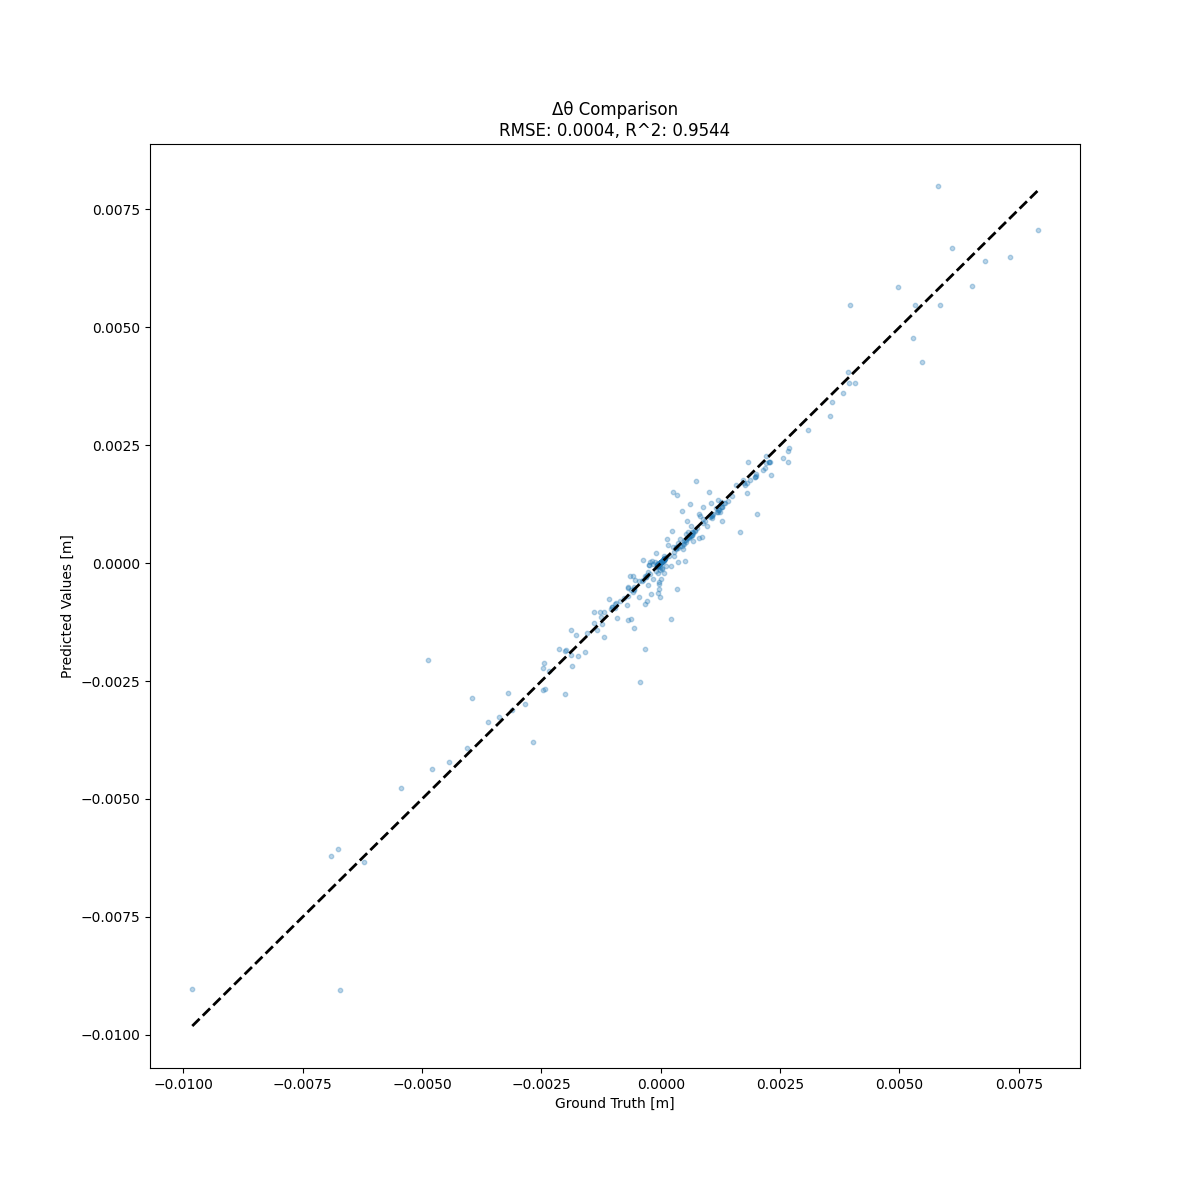 Δθ Comparison
RMSE: 0.0004, R^2: 0.9544
0.0075
0.0050
0.0025
0.0000
−0.0025
−0.0050
−0.0075
−0.0100
Predicted Values [m]
−0.0100 −0.0075 −0.0050 −0.0025 0.0000 0.0025 0.0050 0.0075
Ground Truth [m]